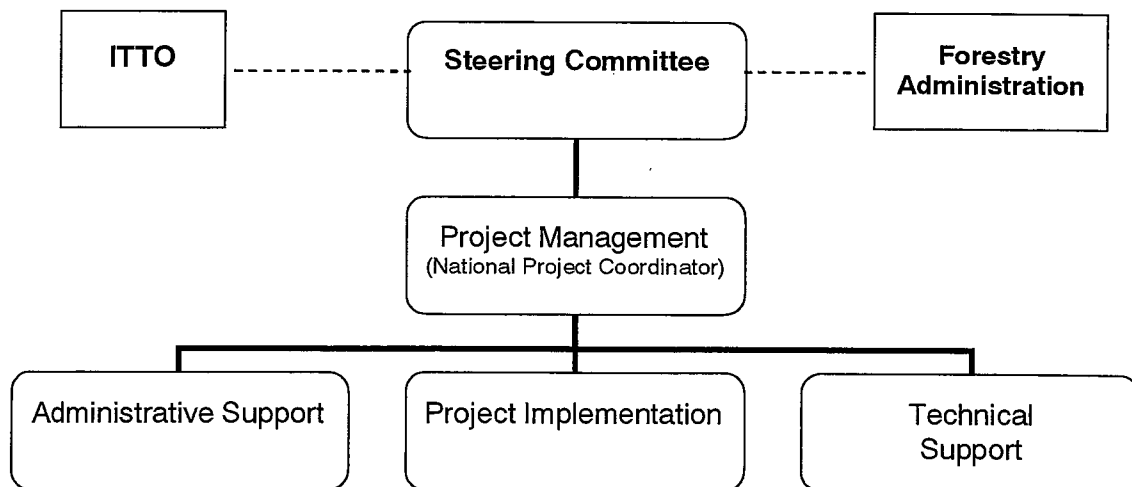 ITTO
Steering Committee
Forestry
Administration
Project Management
(National Project Coordinator)
Administrative Support
Project Implementation
Technical
Support